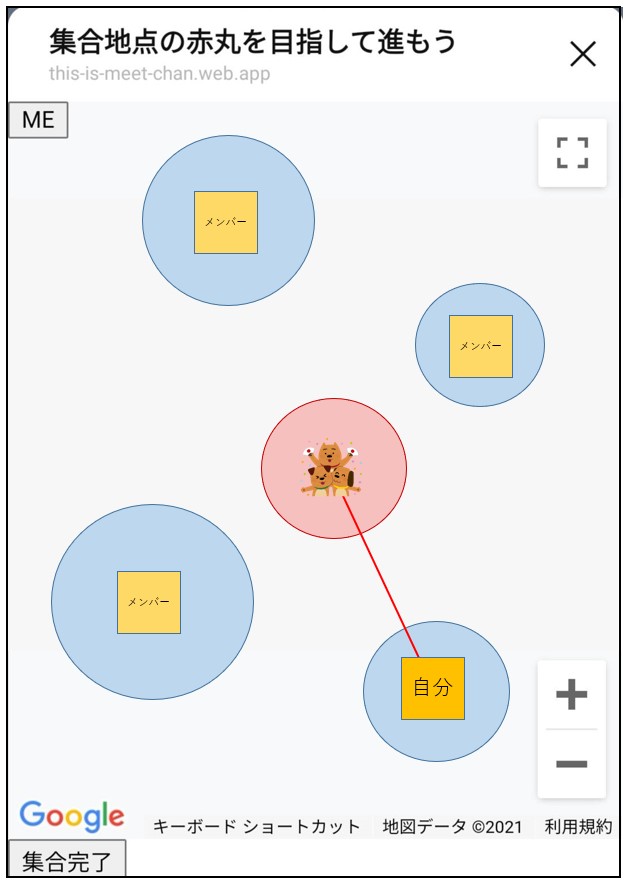 集合地点の赤丸を目指して進もう
this-is-meet-chan.web.app
ME
メンバー
メンバー
メンバー
自分
Google
キーボード ショートカット
地図データ ©2021
利用規約
集合完了